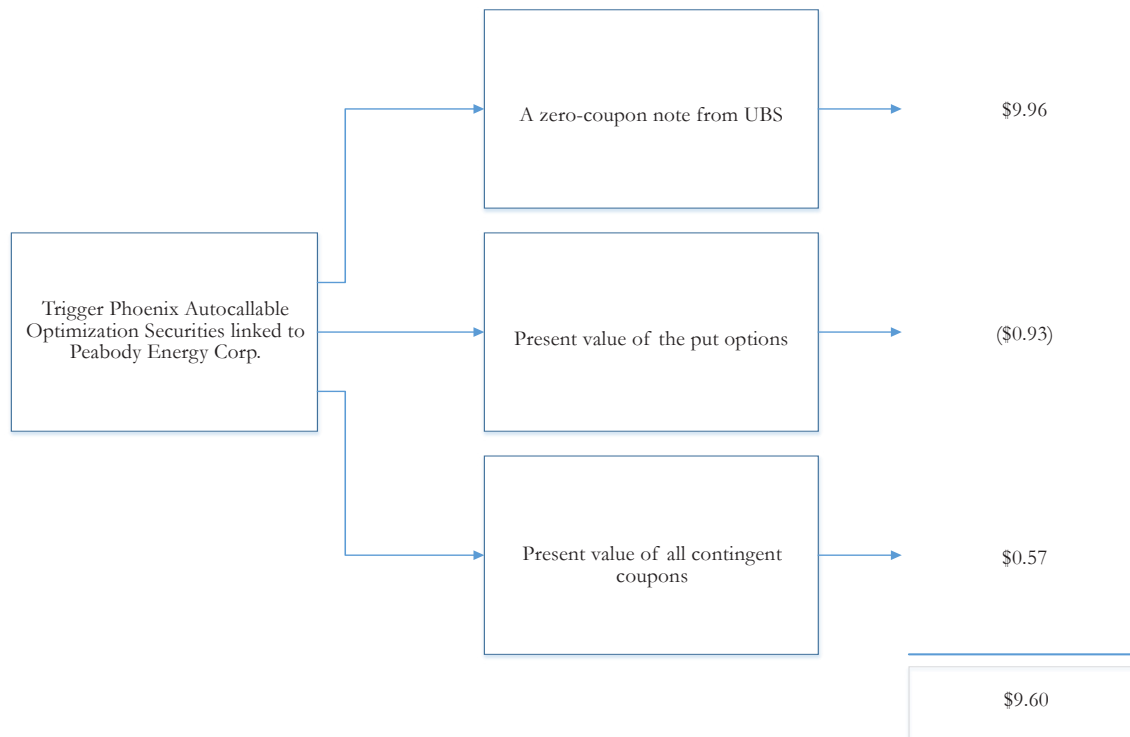 A zero-coupon note from UBS
$9.96
Trigger Phoenix Autocallable
Optimization Securities linked to
Peabody Energy Corp.
Present value of the put options
($0.93)
Present value of all contingent
coupons
$0.57
$9.60